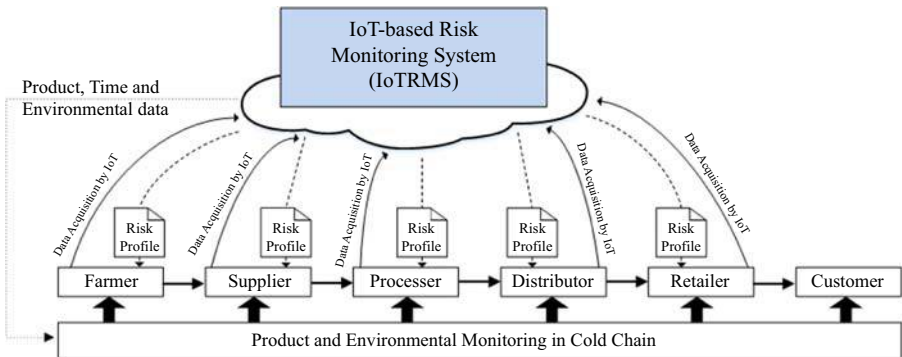 IoT-based Risk
Monitoring System
(IoTRMS)
Product, Time and
Environmental data
Data Acquisition by IoT
Data Acquisition by IoT
Data Acquisition by IoT
Data Acquisition by IoT
Data Acquisition by IoT
Risk
Profile
Risk
Profile
Risk
Profile
Risk
Profile
Risk
Profile
Farmer
Supplier
Processer
Distributor
Retailer
Customer
Product and Environmental Monitoring in Cold Chain